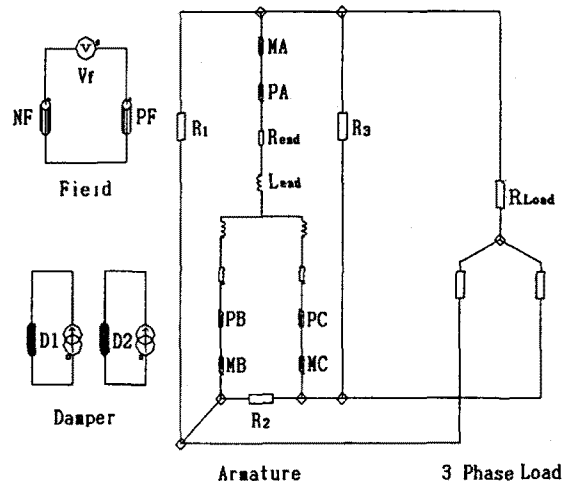 MA
PA
Rend
Lend
V
Vf
NF
PF
Field
R1
R3
RLoad
PB
PC
MB
MC
R2
D1
D2
Damper
Armature
3 Phase Load